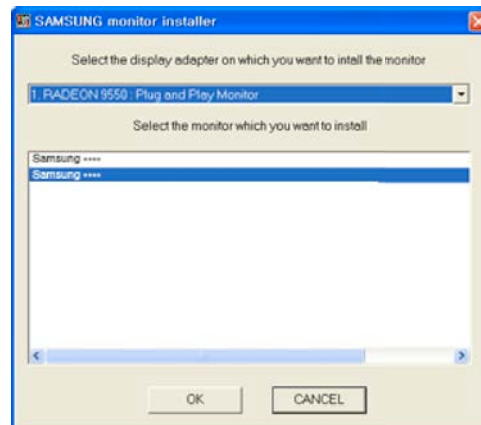 SAMSUNG monitor installer
Select the display adapter on which you want to intall the monitor
1. RADEON 9550 : Plug and Play Monitor
Select the monitor which you want to install
Samsung ****
Samsung ****
OK
CANCEL